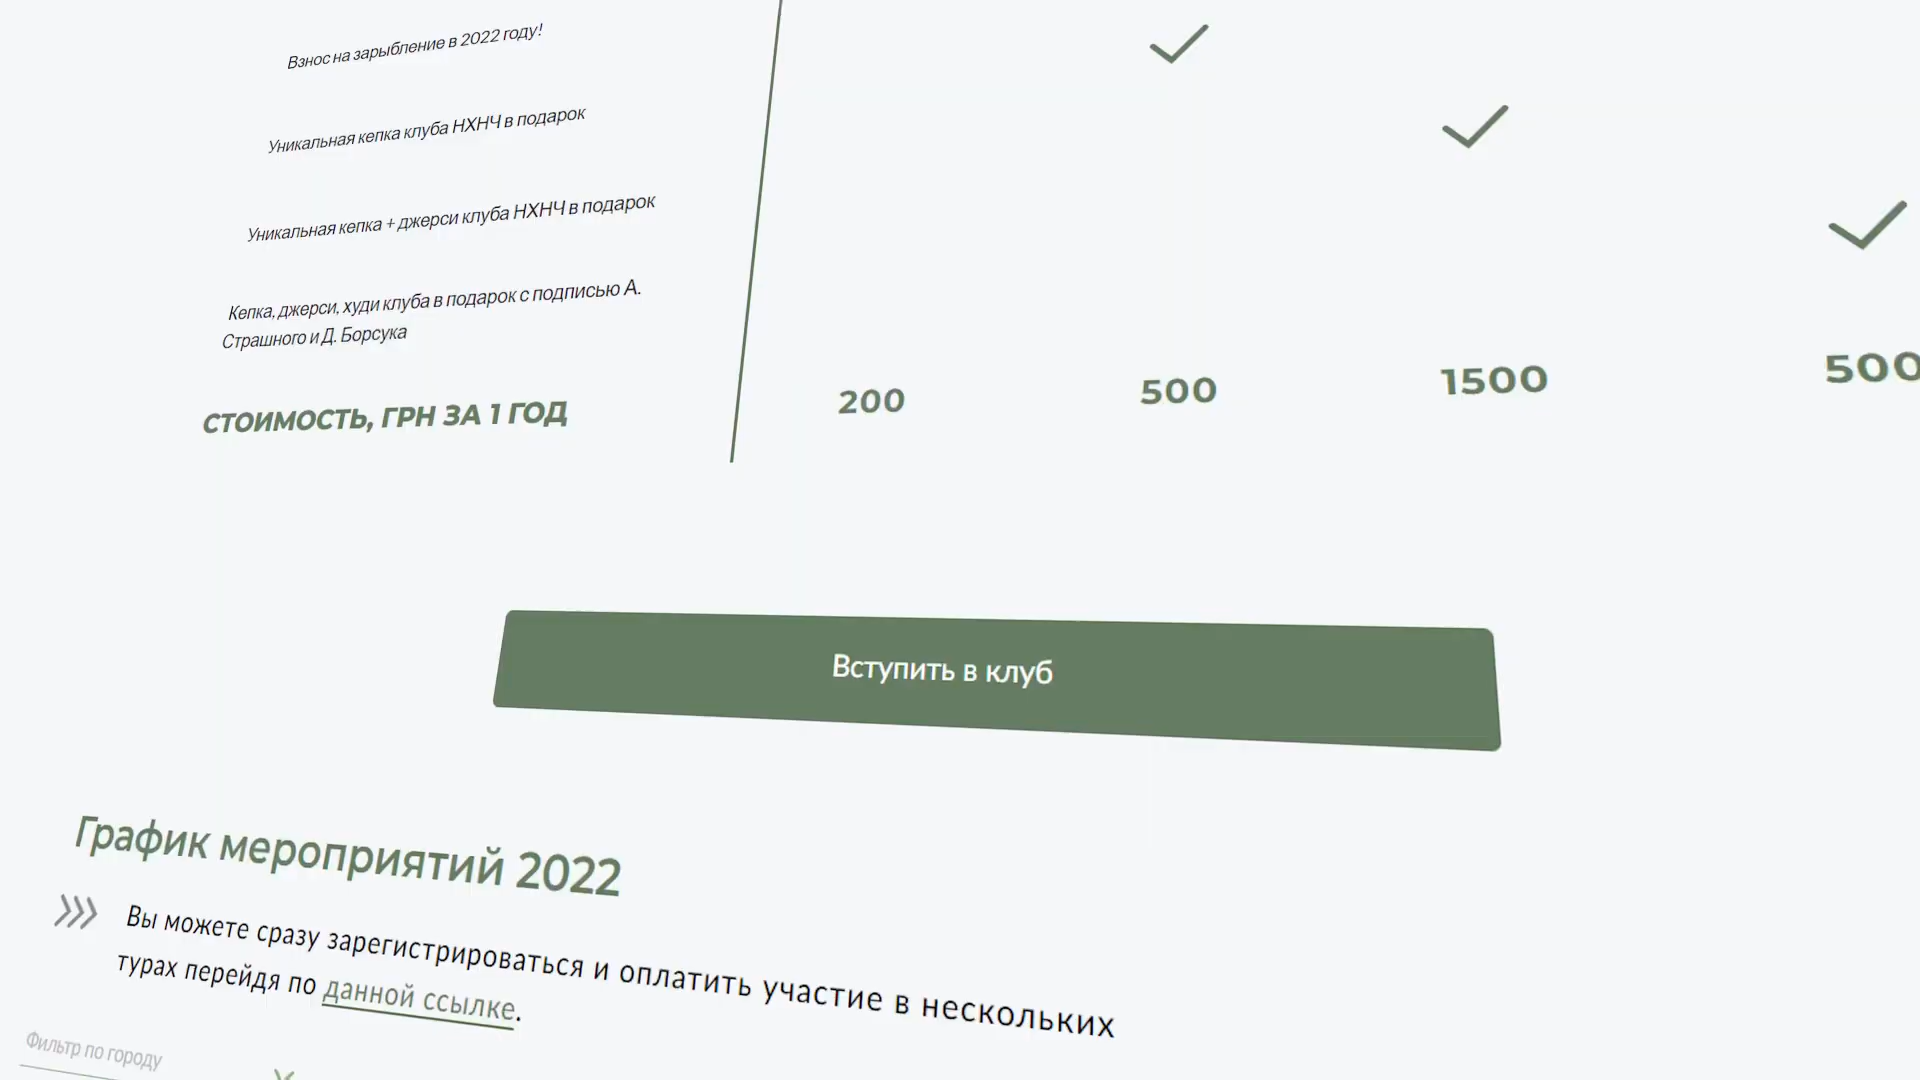 Взнос на зарыбление в 2022 году!
Уникальная кепка клуба НХНЧ в подарок
Уникальная кепка + джерси клуба НХНЧ в подарок
Кепка, джерси, худи клуба в подарок с подписью А.
Страшного и Д. Борсука
СТОИМОСТЬ, ГРН ЗА 1 ГОД
200
500
1500
Вступить в клуб
График мероприятий 2022
Вы можете сразу зарегистрироваться и оплатить участие в нескольких
турах перейдя по данной ссылке.
Фильтр по городу